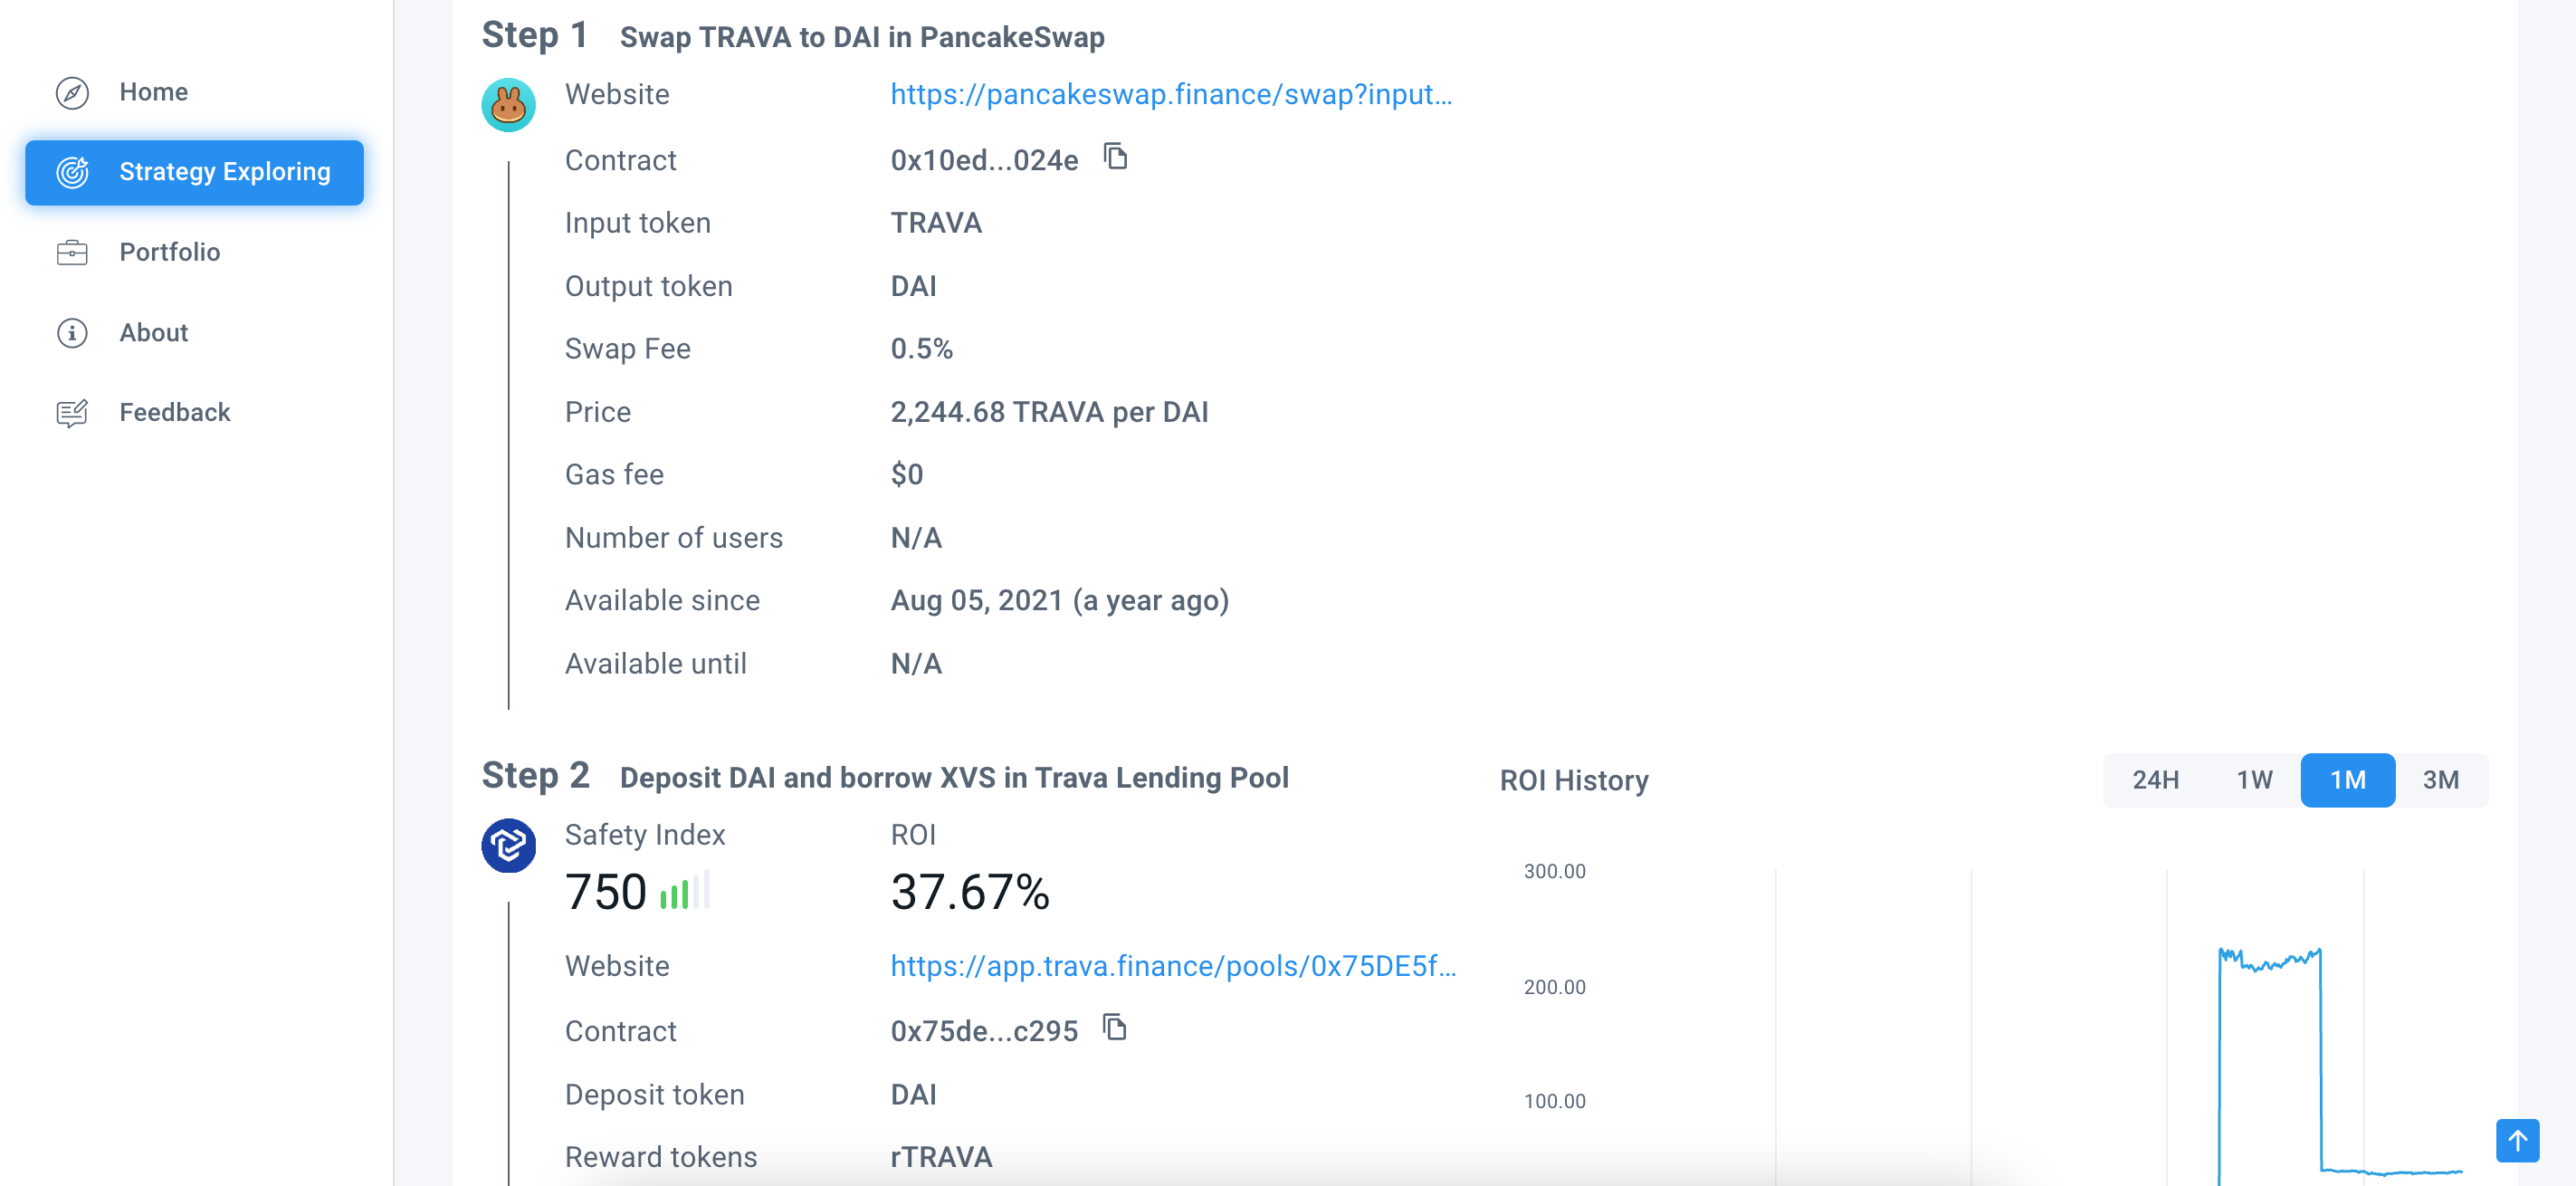 Home
Strategy Exploring
Portfolio
About
Feedback
Step 1 Swap TRAVA to DAI in PancakeSwap
Website https://pancakeswap.finance/swap?input...
Contract 0x10ed...024e
Input token TRAVA
Output token DAI
Swap Fee 0.5%
Price 2,244.68 TRAVA per DAI
Gas fee $0
Number of users N/A
Available since Aug 05, 2021 (a year ago)
Available until N/A
Step 2 Deposit DAI and borrow XVS in Trava Lending Pool
Safety Index ROI
750 37.67%
Website https://app.trava.finance/pools/0x75DE5f...
Contract 0x75de...c295
Deposit token DAI
Reward tokens rTRAVA
ROI History 24H 1W 1M 3M
300.00
200.00
100.00